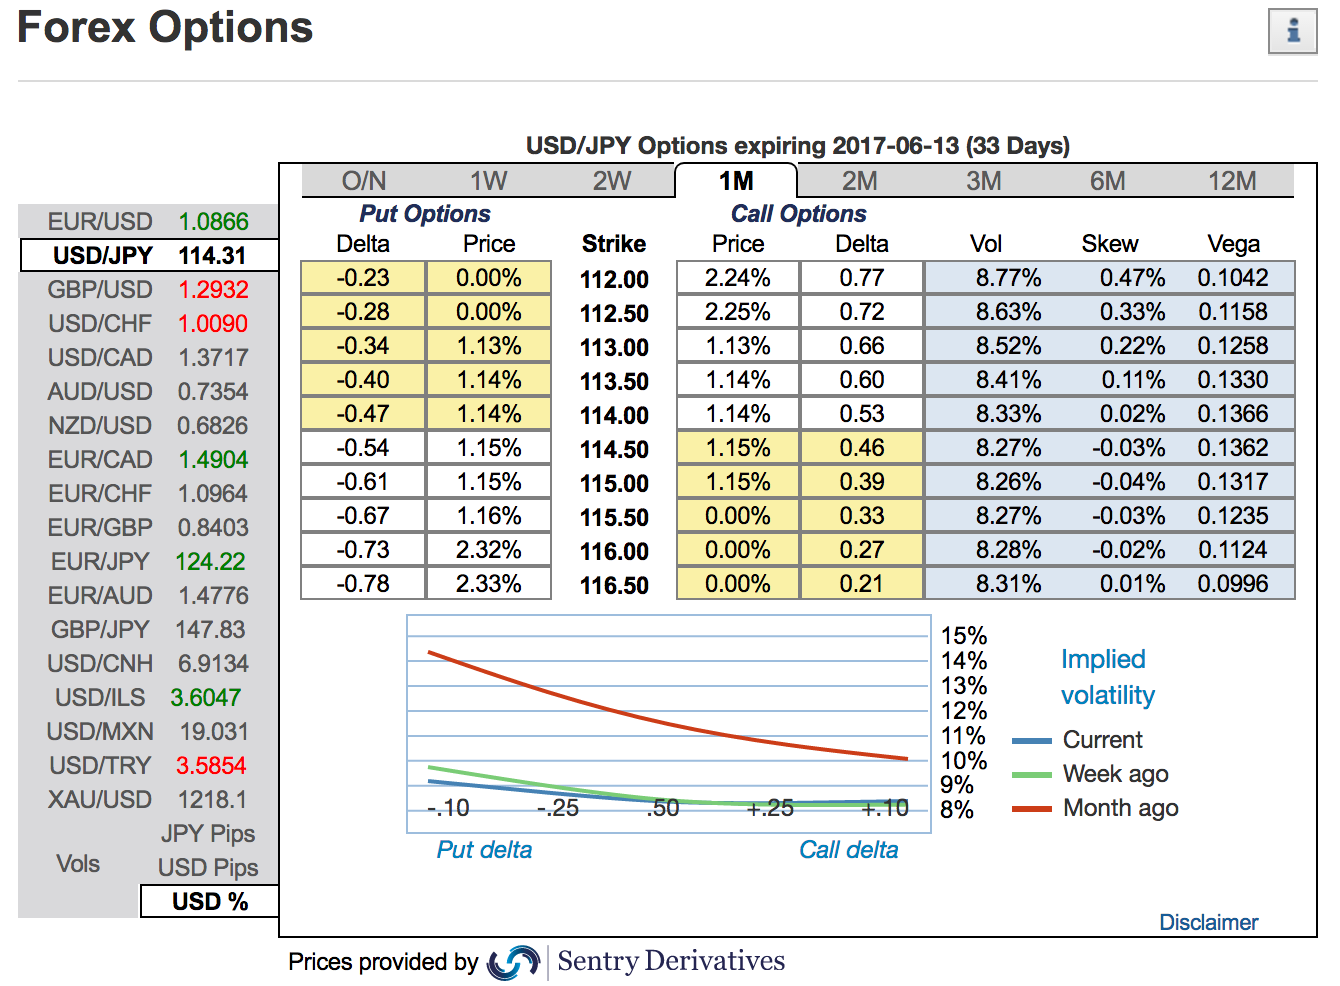 Forex Options
i
USD/JPY Options expiring 2017-06-13 (33 Days)
O/N 1W 2W 1M 2M 3M 6M 12M
Put Options Call Options
Delta Price Strike Price Delta Vol Skew Vega
-0.23 0.00% 112.00 2.24% 0.77 8.77% 0.47% 0.1042
-0.28 0.00% 112.50 2.25% 0.72 8.63% 0.33% 0.1158
-0.34 1.13% 113.00 1.13% 0.66 8.52% 0.22% 0.1258
-0.40 1.14% 113.50 1.14% 0.60 8.41% 0.11% 0.1330
-0.47 1.14% 114.00 1.14% 0.53 8.33% 0.02% 0.1366
-0.54 1.15% 114.50 1.15% 0.46 8.27% -0.03% 0.1362
-0.61 1.15% 115.00 1.15% 0.39 8.26% -0.04% 0.1317
-0.67 1.16% 115.50 0.00% 0.33 8.27% -0.03% 0.1235
-0.73 2.32% 116.00 0.00% 0.27 8.28% -0.02% 0.1124
-0.78 2.33% 116.50 0.00% 0.21 8.31% 0.01% 0.0996
EUR/USD 1.0866
USD/JPY 114.31
GBP/USD 1.2932
USD/CHF 1.0090
USD/CAD 1.3717
AUD/USD 0.7354
NZD/USD 0.6826
EUR/CAD 1.4904
EUR/CHF 1.0964
EUR/GBP 0.8403
EUR/JPY 124.22
EUR/AUD 1.4776
GBP/JPY 147.83
USD/CNH 6.9134
USD/ILS 3.6047
USD/MXN 19.031
USD/TRY 3.5854
XAU/USD 1218.1
JPY Pips
Vols USD Pips
USD %
15%
14%
13%
12%
11%
10%
9%
8%
-.10 -.25 .50 +.25 +.10
Put delta Call delta
Implied
volatility
Current
Week ago
Month ago
Disclaimer
Prices provided by Sentry Derivatives